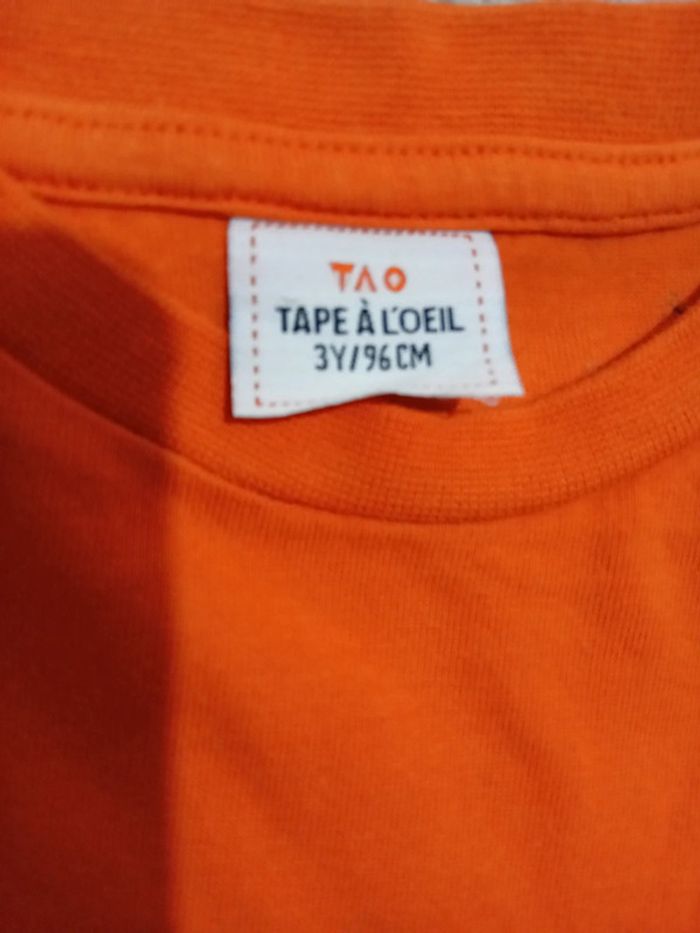 TAO
TAPE À L'OEIL
3Y/96CM